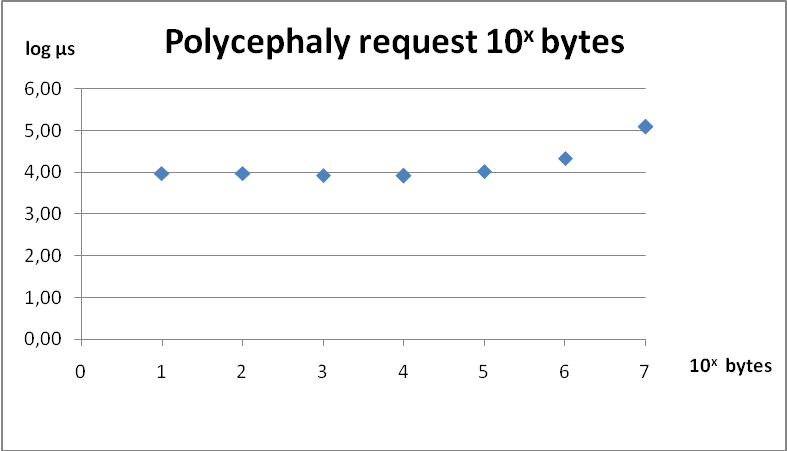 Polycephaly request 10ˣ bytes
log µs
6,00
5,00
4,00
3,00
2,00
1,00
0,00
0 1 2 3 4 5 6 7
10ˣ bytes